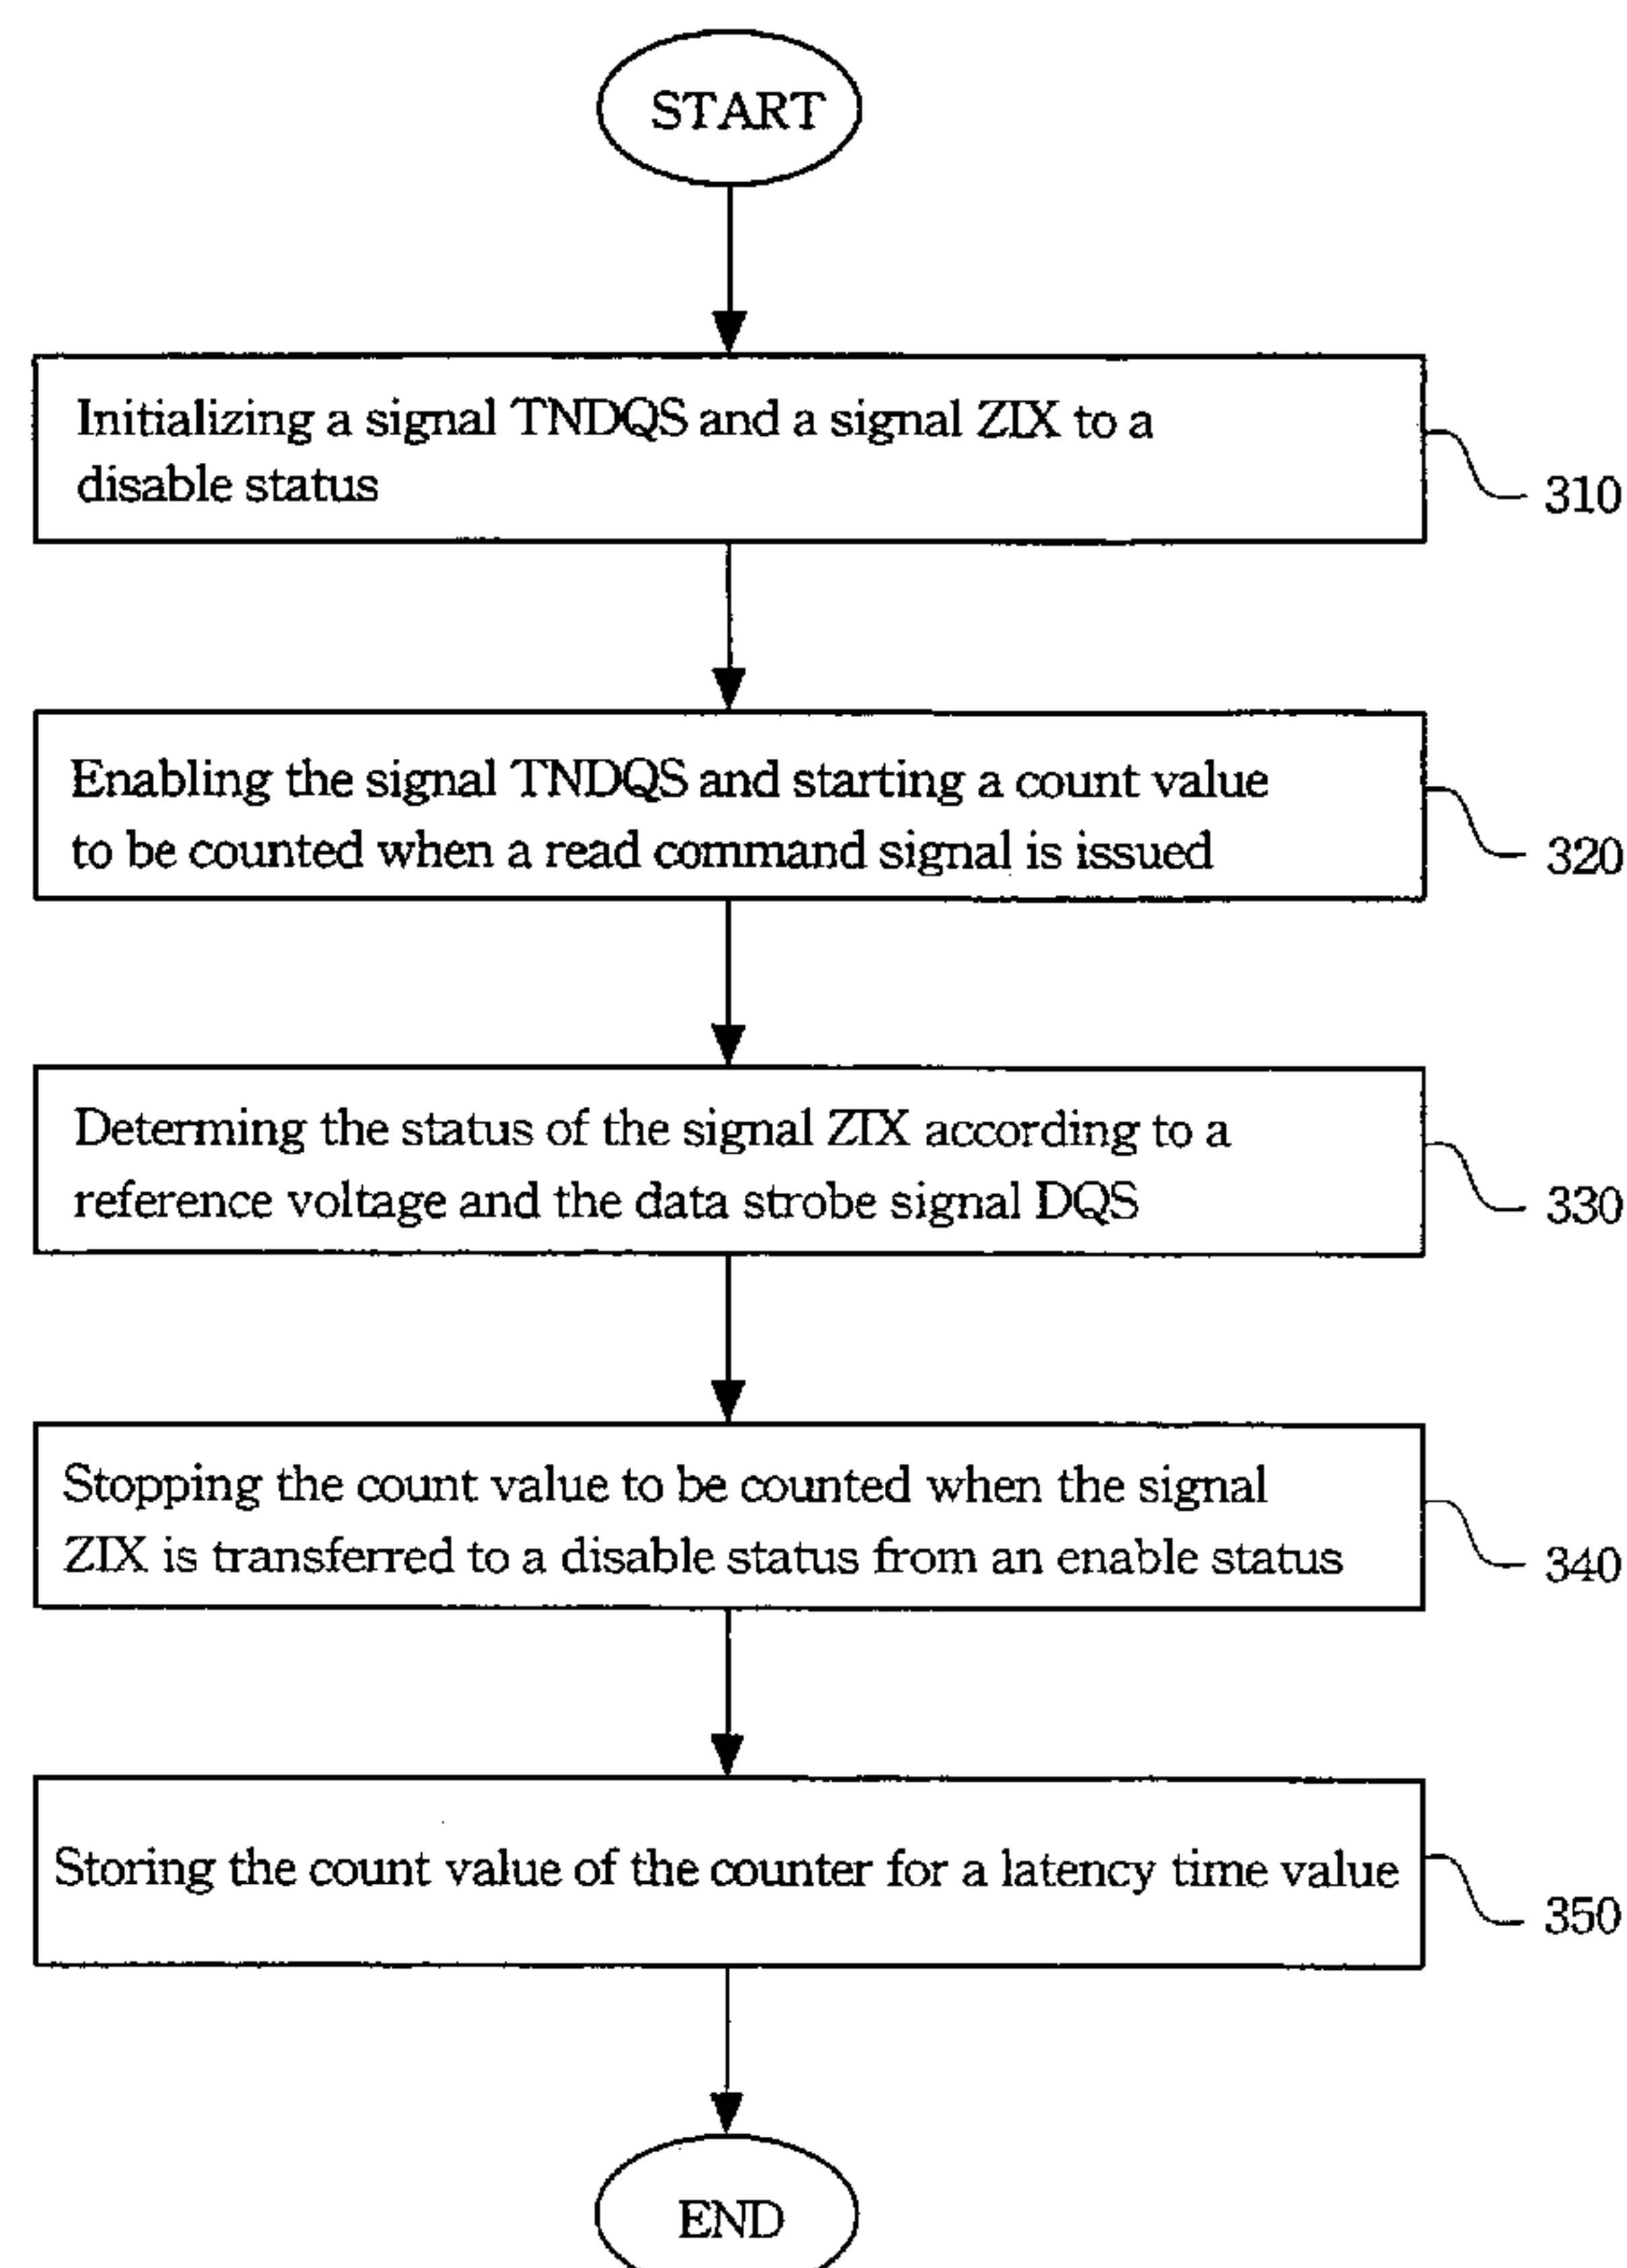 START
Initializing a signal TNDQS and a signal ZIX to a
disable status
310
Enabling the signal TNDQS and starting a count value
to be counted when a read command signal is issued
320
Determing the status of the signal ZIX according to a
reference voltage and the data strobe signal DQS
330
Stopping the count value to be counted when the signal
ZIX is transferred to a disable status from an enable status
340
Storing the count value of the counter for a latency time value
350
END